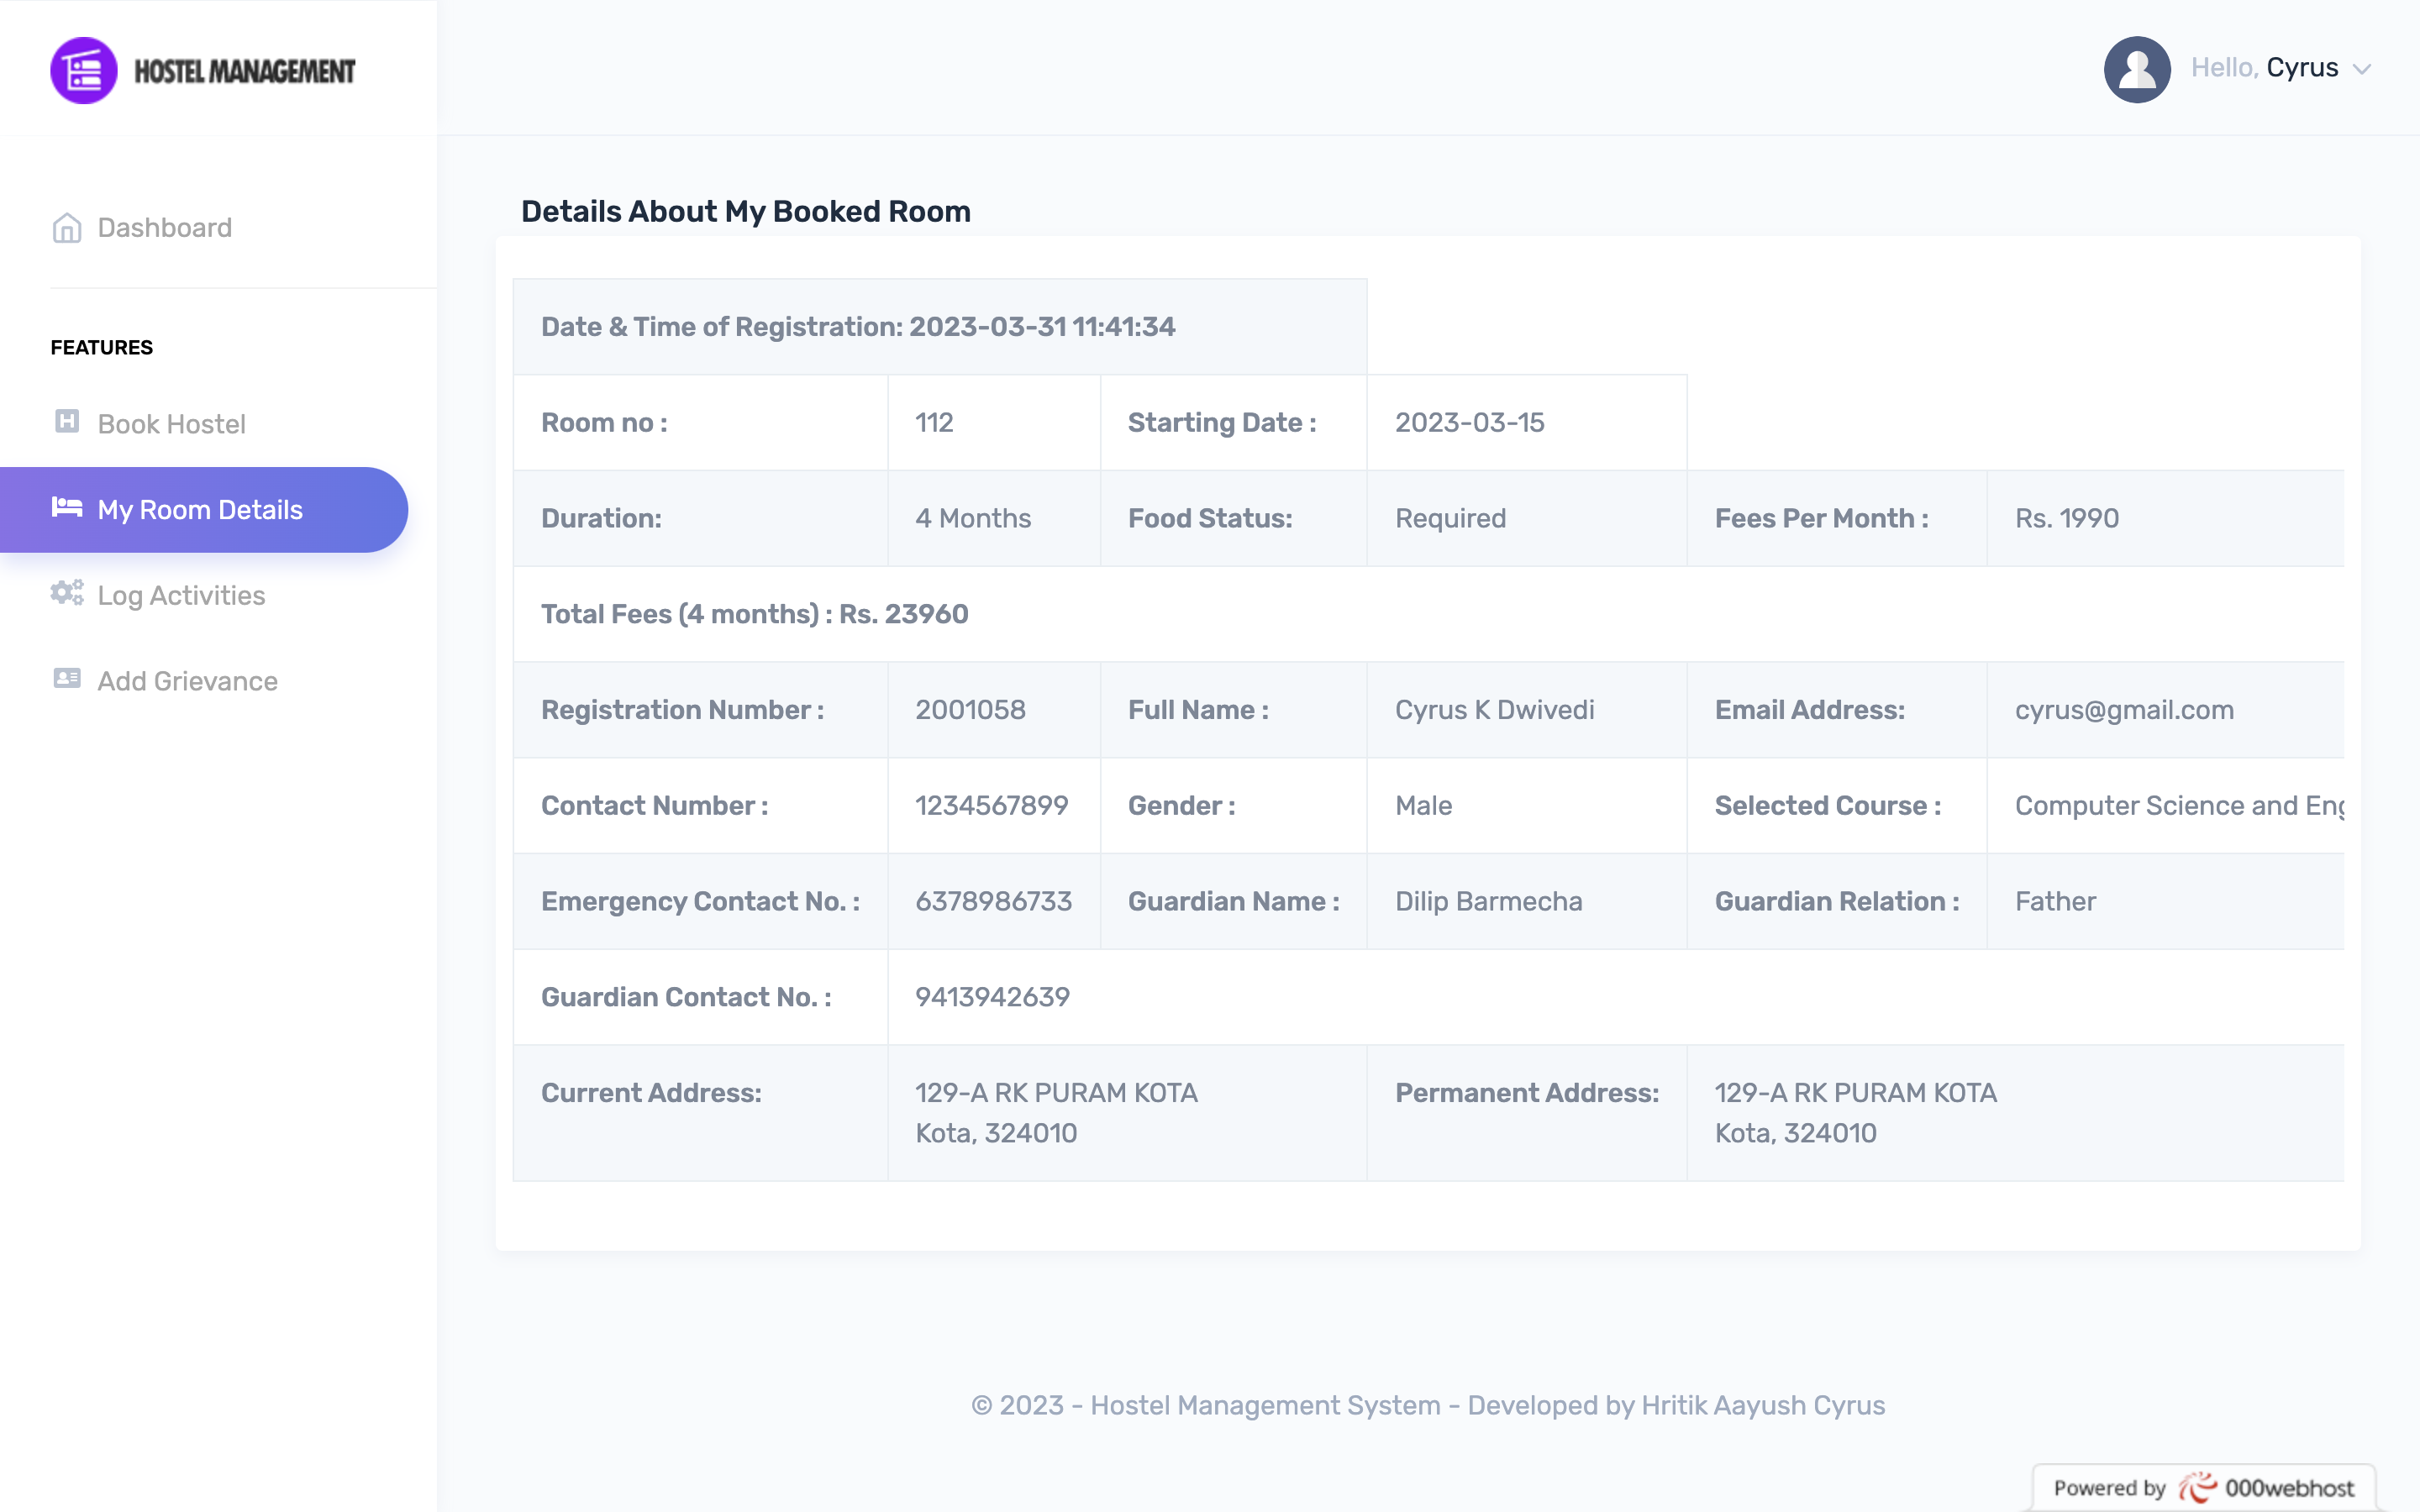 HOSTEL MANAGEMENT
Hello, Cyrus
Dashboard
FEATURES
Book Hostel
My Room Details
Log Activities
Add Grievance
Details About My Booked Room
Date & Time of Registration: 2023-03-31 11:41:34
Room no : 112 Starting Date : 2023-03-15
Duration: 4 Months Food Status: Required Fees Per Month : Rs. 1990
Total Fees (4 months) : Rs. 23960
Registration Number : 2001058 Full Name : Cyrus K Dwivedi Email Address: cyrus@gmail.com
Contact Number : 1234567899 Gender : Male Selected Course : Computer Science and Eng
Emergency Contact No. : 6378986733 Guardian Name : Dilip Barmecha Guardian Relation : Father
Guardian Contact No. : 9413942639
Current Address: 129-A RK PURAM KOTA Permanent Address: 129-A RK PURAM KOTA
Kota, 324010 Kota, 324010
© 2023 - Hostel Management System - Developed by Hritik Aayush Cyrus
Powered by 000webhost